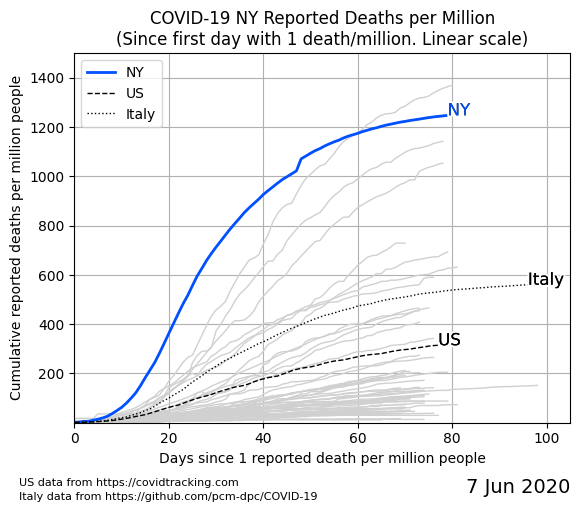 COVID-19 NY Reported Deaths per Million
(Since first day with 1 death/million. Linear scale)
NY
US
Italy
Cumulative reported deaths per million people
1400
1200
1000
800
600
400
200
NY
Italy
US
0 20 40 60 80 100
Days since 1 reported death per million people
US data from https://covidtracking.com
Italy data from https://github.com/pcm-dpc/COVID-19
7 Jun 2020